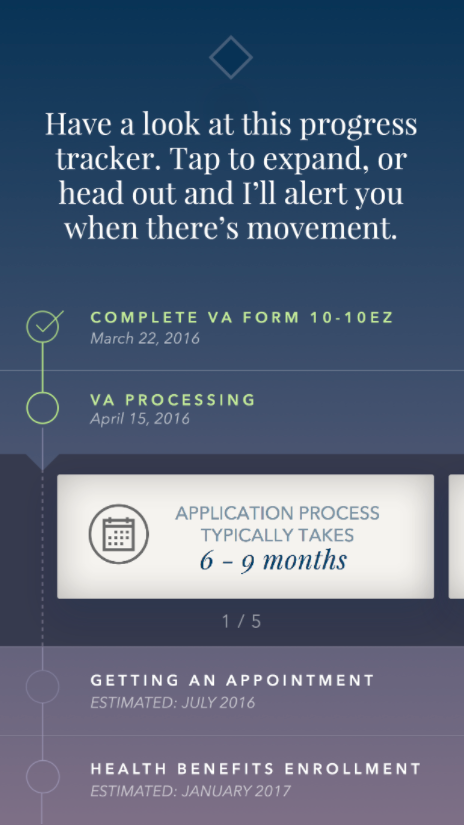 Have a look at this progress
tracker. Tap to expand, or
head out and I'll alert you
when there's movement.
COMPLETE VA FORM 10-10EZ
March 22, 2016
VA PROCESSING
April 15, 2016
APPLICATION PROCESS
TYPICALLY TAKES
6 - 9 months
1 / 5
GETTING AN APPOINTMENT
ESTIMATED: JULY 2016
HEALTH BENEFITS ENROLLMENT
ESTIMATED: JANUARY 2017